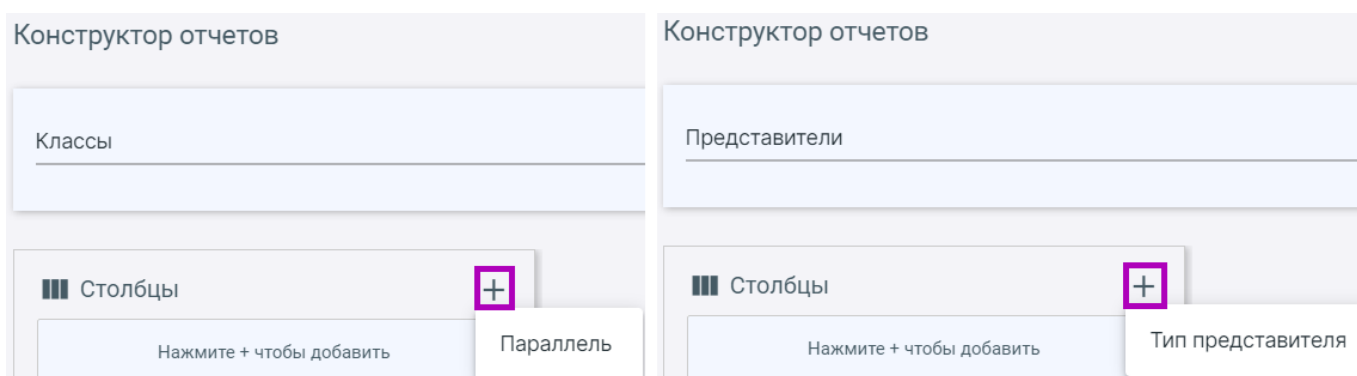 Конструктор отчетов
Классы
Столбцы
+
Нажмите + чтобы добавить
Параллель
Конструктор отчетов
Представители
Столбцы
+
Нажмите + чтобы добавить
Тип представителя